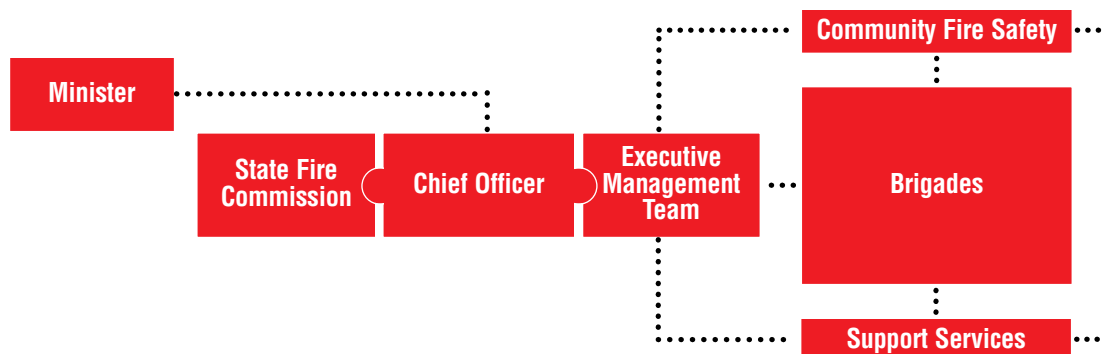 Community Fire Safety
Minister
State Fire
Commission
Chief Officer
Executive
Management
Team
Brigades
Support Services